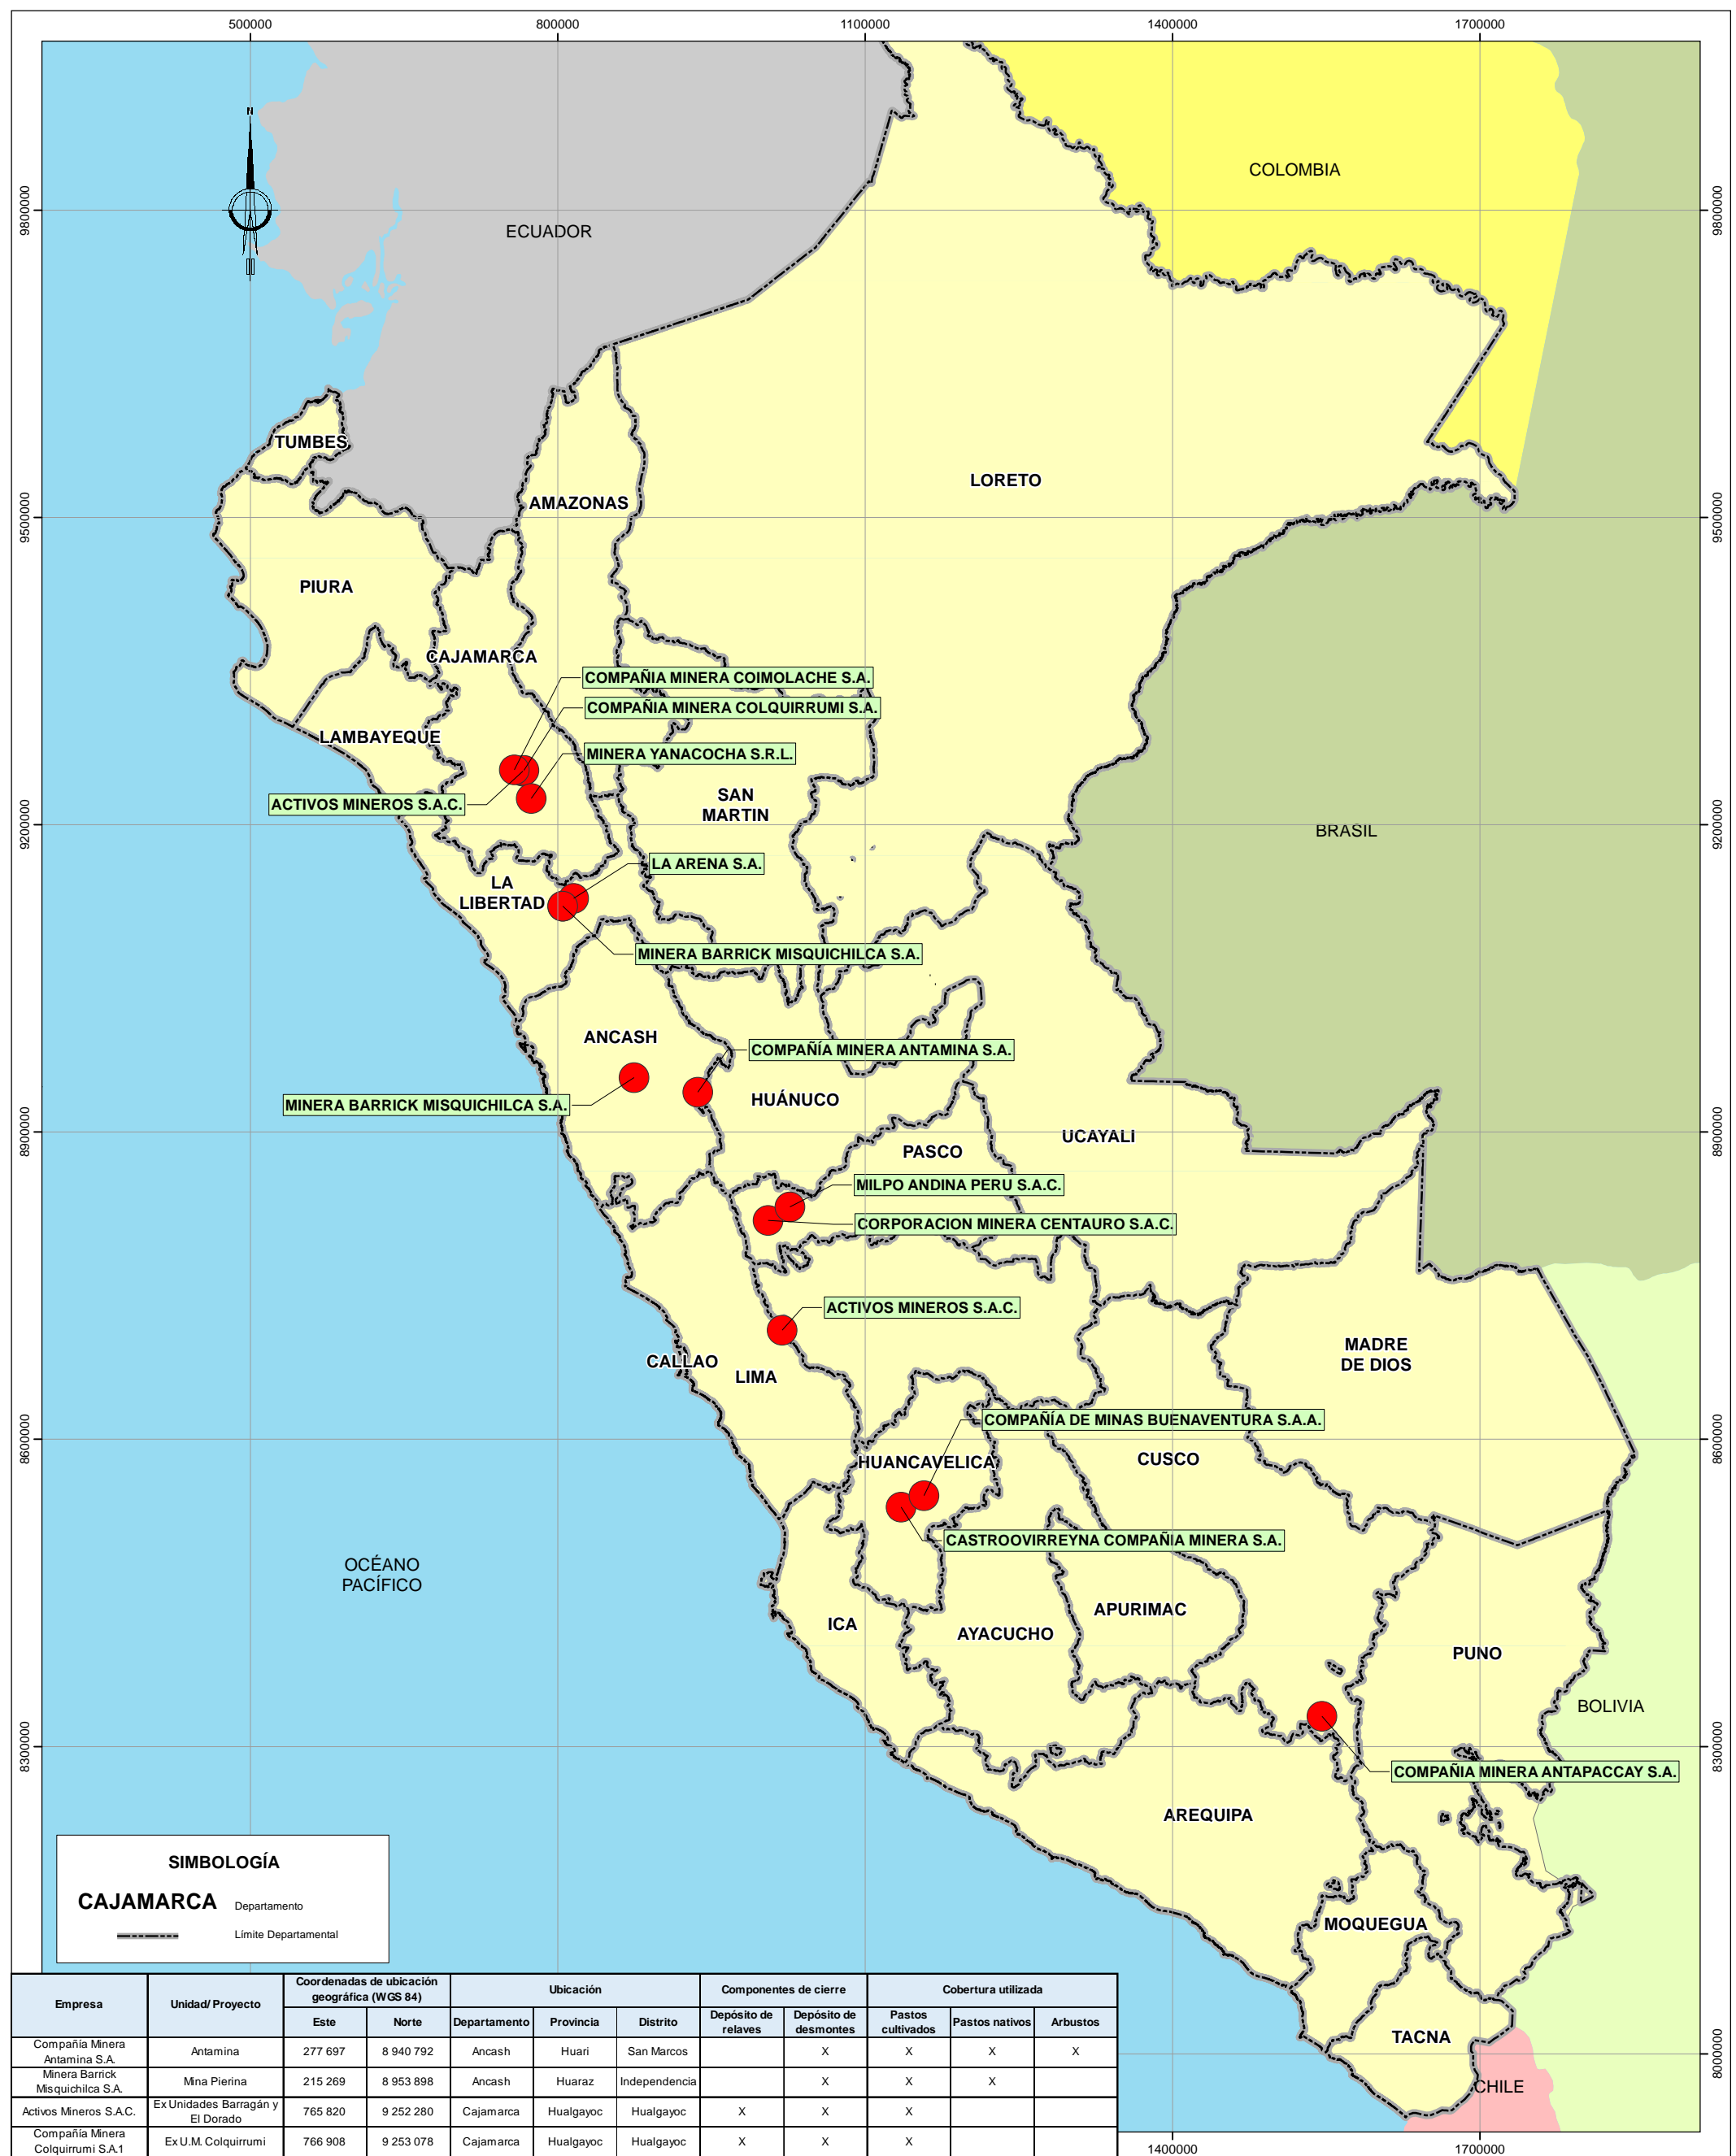 500000 800000 1100000 1400000 1700000
N
COLOMBIA
9800000 9800000
ECUADOR
TUMBES
LORETO
AMAZONAS
9500000 9500000
PIURA
CAJAMARCA
COMPAÑIA MINERA COIMOLACHE S.A.
COMPAÑIA MINERA COLQUIRRUMI S.A.
LAMBAYEQUE
MINERA YANACOCHA S.R.L.
ACTIVOS MINEROS S.A.C.
SAN
MARTIN
9200000 9200000
BRASIL
LA ARENA S.A.
LA
LIBERTAD
MINERA BARRICK MISQUICHILCA S.A.
ANCASH
COMPAÑÍA MINERA ANTAMINA S.A.
HUÁNUCO
MINERA BARRICK MISQUICHILCA S.A.
8900000 8900000
UCAYALI
PASCO
MILPO ANDINA PERU S.A.C.
CORPORACION MINERA CENTAURO S.A.C.
ACTIVOS MINEROS S.A.C.
MADRE
DE DIOS
CALLAO
LIMA
COMPAÑÍA DE MINAS BUENAVENTURA S.A.A.
8600000 8600000
CUSCO
HUANCAVELICA
CASTROOVIRREYNA COMPAÑIA MINERA S.A.
OCÉANO
PACÍFICO
APURIMAC
ICA
AYACUCHO
PUNO
BOLIVIA
8300000 8300000
COMPAÑIA MINERA ANTAPACCAY S.A.
AREQUIPA
SIMBOLOGÍA
CAJAMARCA Departamento
Límite Departamental
MOQUEGUA
TACNA
8000000
CHILE
1400000 1700000
Empresa Unidad/ Proyecto Coordenadas de ubicación Ubicación Componentes de cierre Cobertura utilizada
geográfica (WGS 84)
Este Norte Departamento Provincia Distrito Depósito de Depósito de Pastos Pastos nativos Arbustos
relaves desmontes cultivados
Compañía Minera
Antamina S.A. Antamina 277 697 8 940 792 Ancash Huari San Marcos X X X X
Minera Barrick
Misquichilca S.A. Mina Pierina 215 269 8 953 898 Ancash Huaraz Independencia X X X
Activos Mineros S.A.C. Ex Unidades Barragán y
El Dorado 765 820 9 252 280 Cajamarca Hualgayoc Hualgayoc X X X
Compañía Minera
Colquirrumi S.A.1 Ex U.M. Colquirrumi 766 908 9 253 078 Cajamarca Hualgayoc Hualgayoc X X X